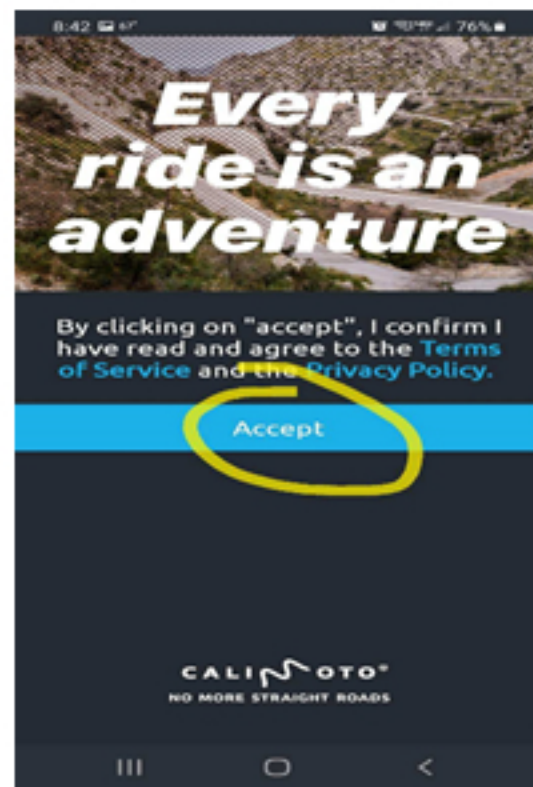 8:42 67°
76%
Every
ride is an
adventure
By clicking on "accept", I confirm I
have read and agree to the Terms
of Service and the Privacy Policy.
Accept
CALIMOTO®
NO MORE STRAIGHT ROADS